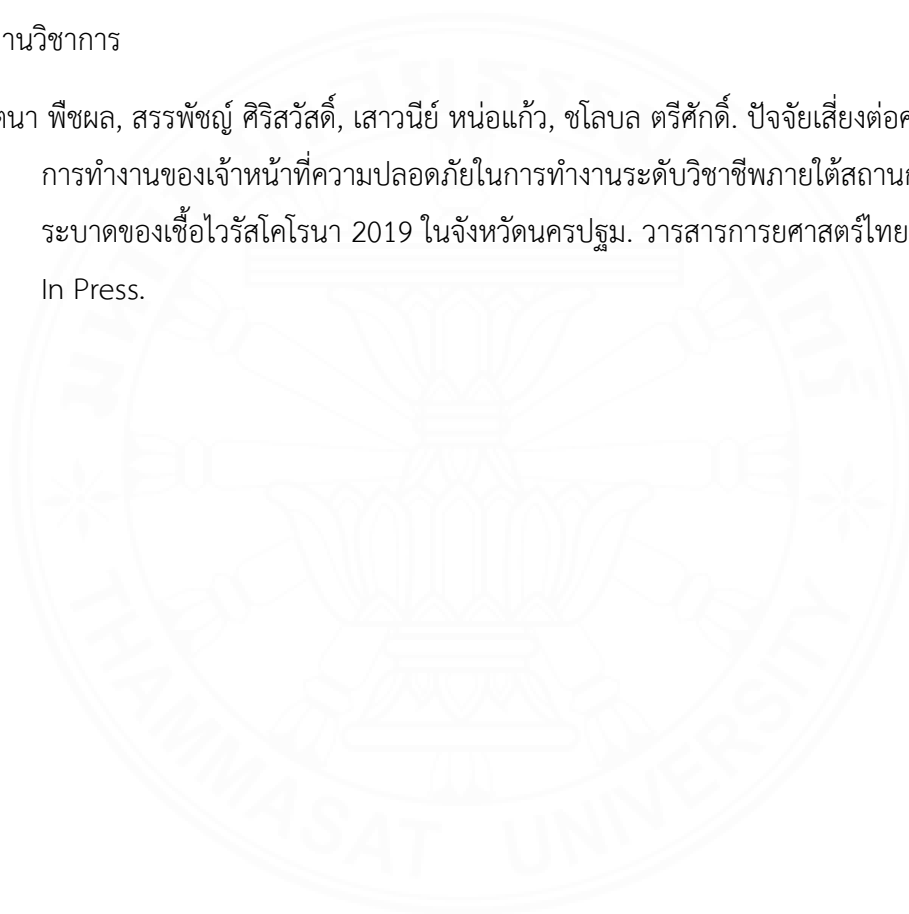 านวิชาการ
ตนา พืชผล, สรรพัชญ์ ศิริสวัสดิ์, เสาวนีย์ หน่อแก้ว, ชโลบล ตรีศักดิ์. ปัจจัยเสี่ยงต่อค
การทำงานของเจ้าหน้าที่ความปลอดภัยในการทำงานระดับวิชาชีพภายใต้สถานก
ระบาดของเชื้อไวรัสโคโรนา 2019 ในจังหวัดนครปฐม. วารสารการยศาสตร์ไทย
In Press.
THAMMASAT UNIVERSITY